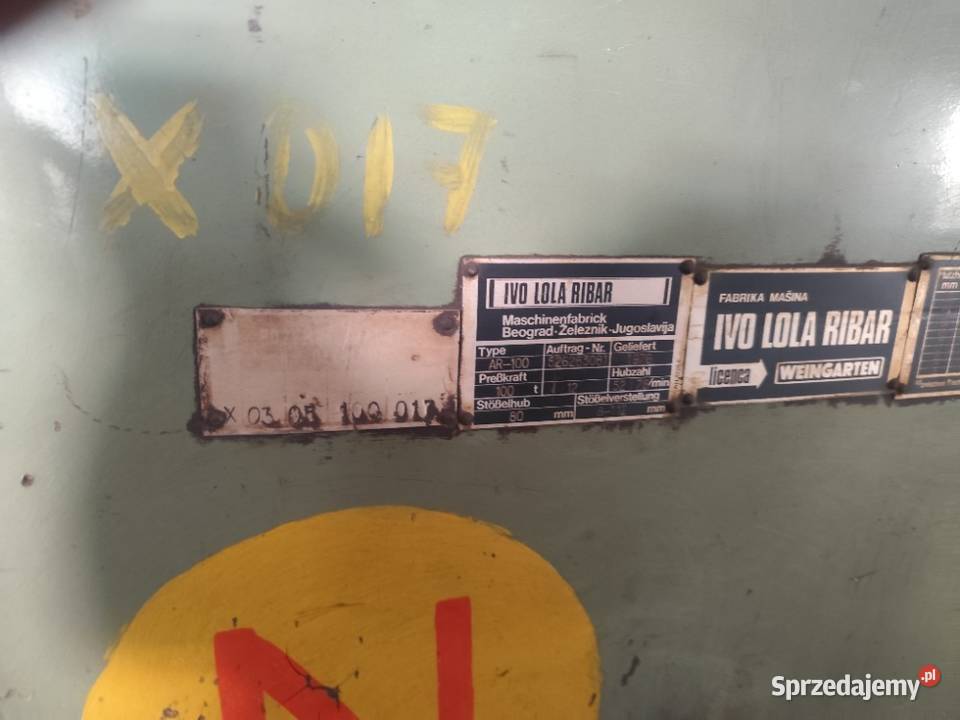 X 017
IVO LOLA RIBAR
Maschinenfabrick
Beograd-Železnik-Jugoslavija
Type Auftrag-Nr. Geliefert
AR-100
Preßkraft Hubzahl
100 t /min
Stößelhub Stößelverstellung
80 mm mm
FABRIKA MAŠINA
IVO LOLA RIBAR
licenca WEINGARTEN
mm
X 03 05 100 017
N
Sprzedajemy.pl